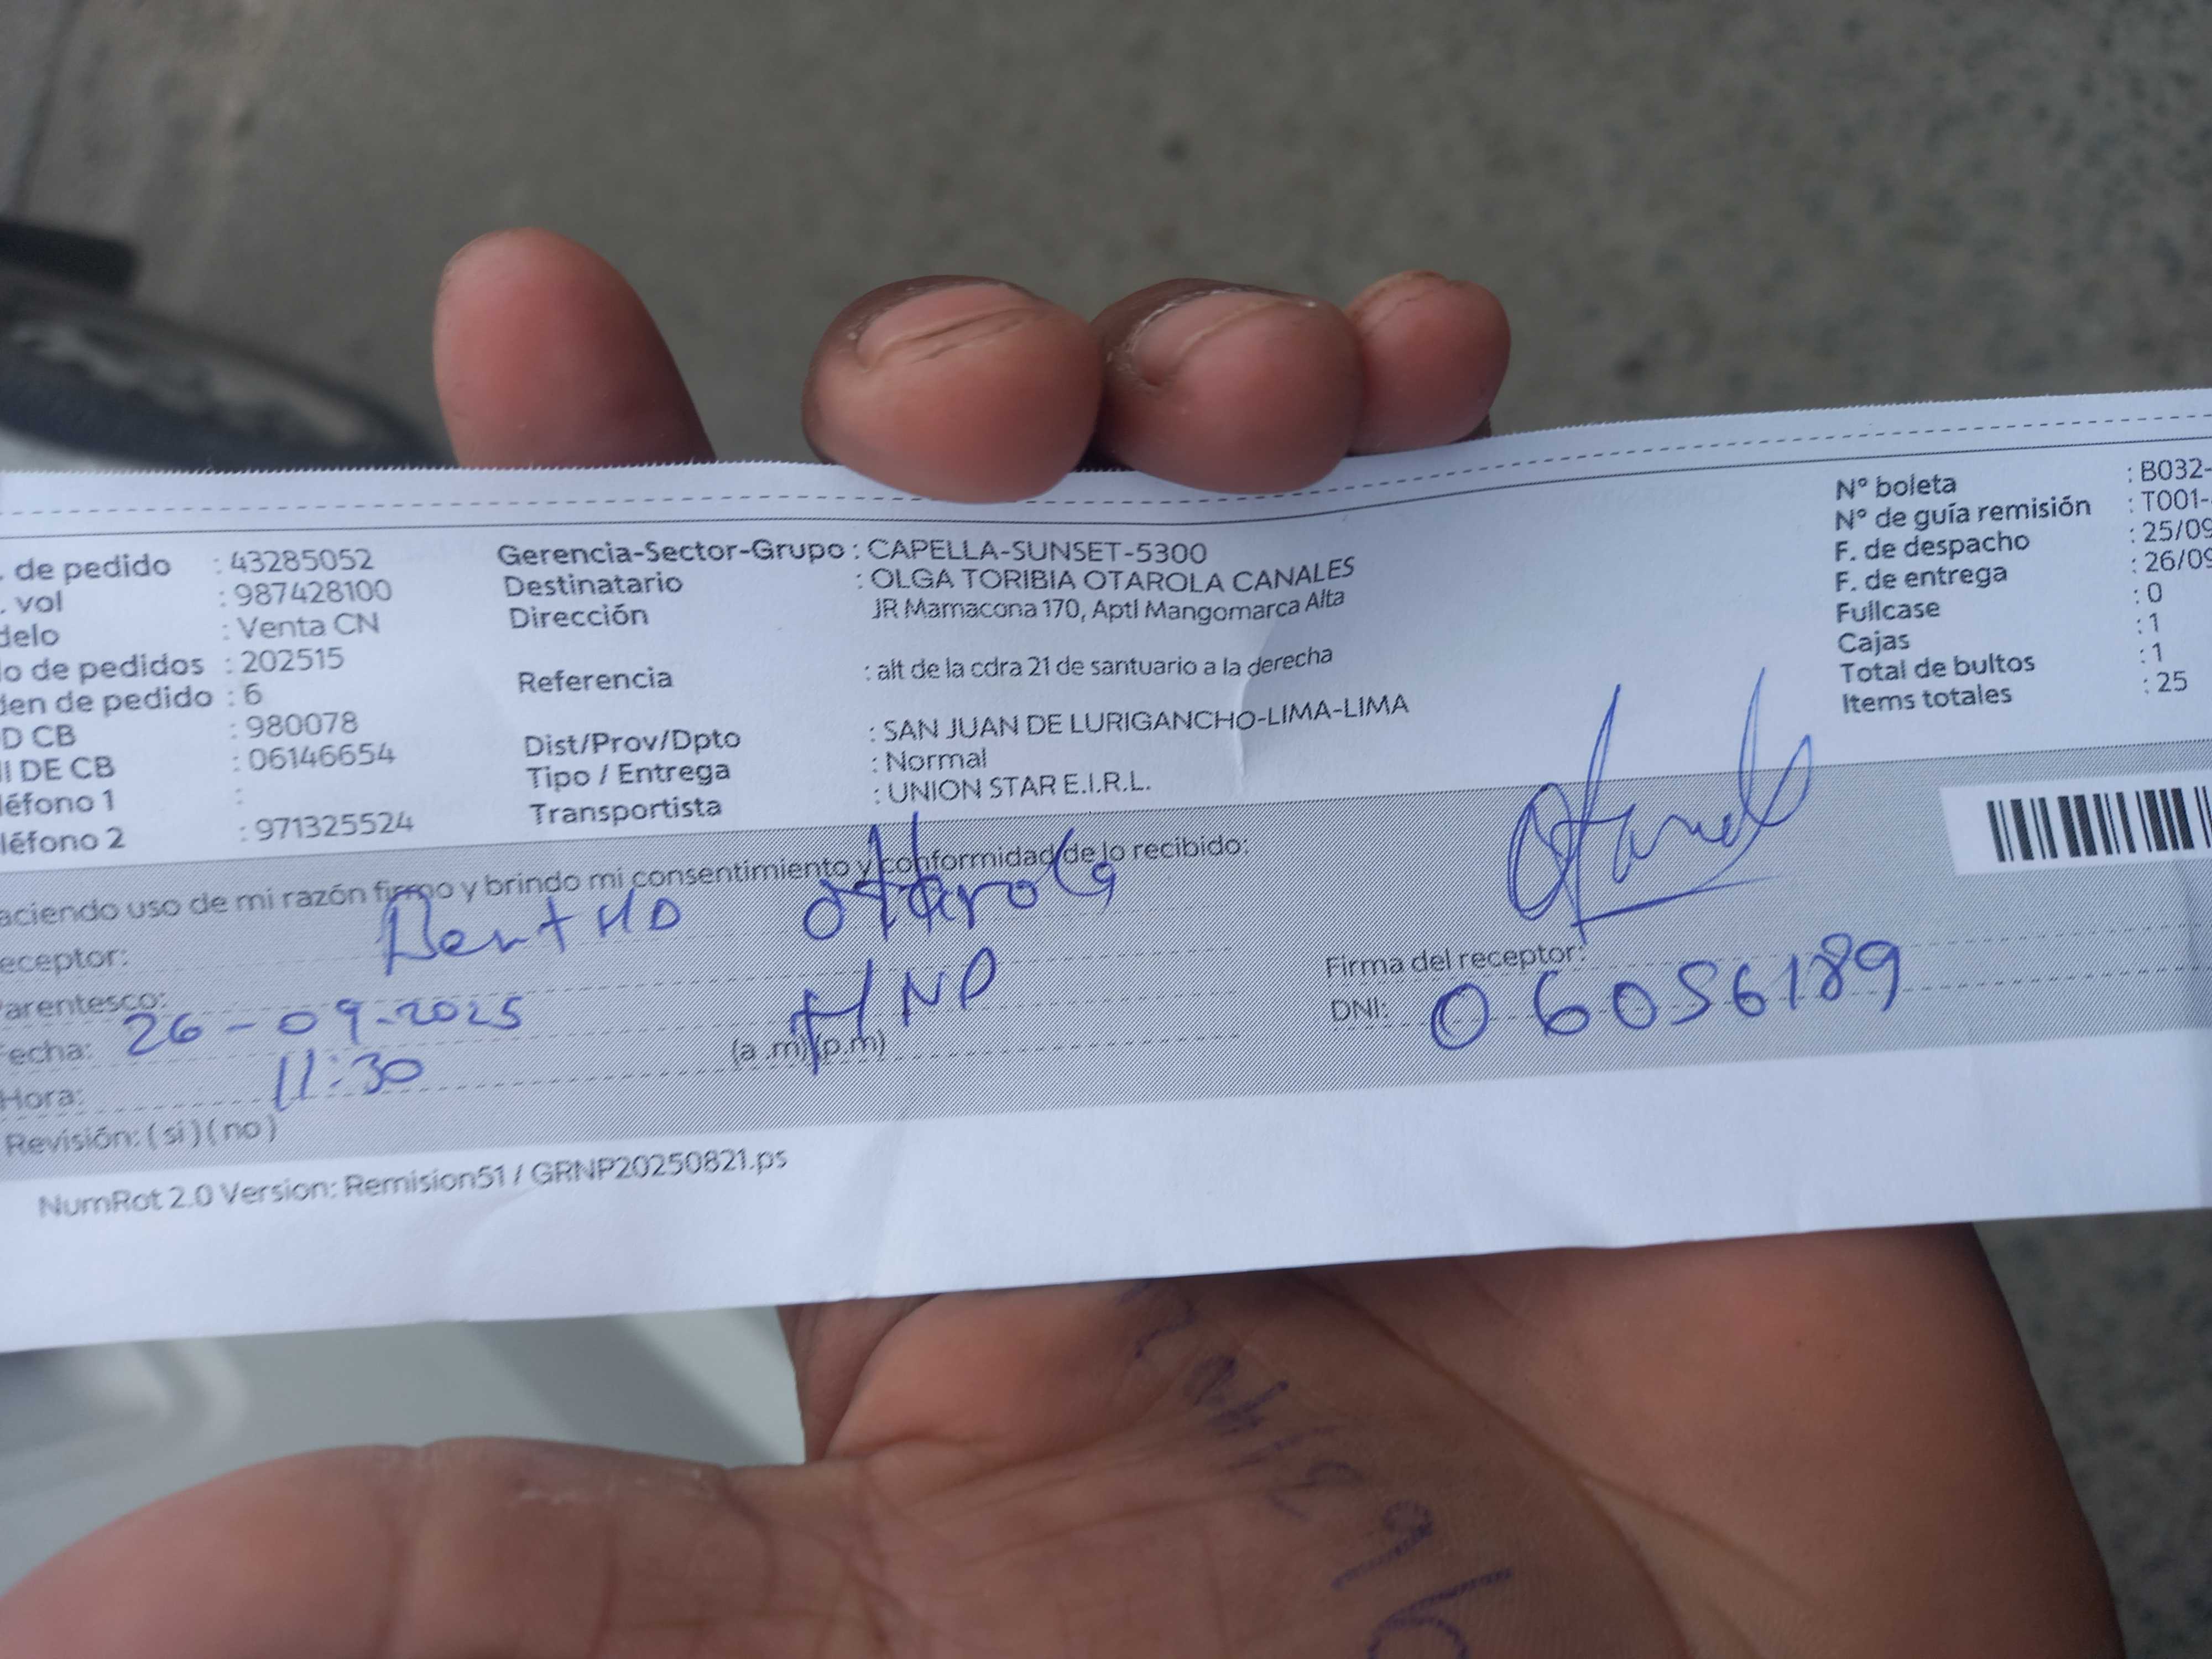 . de pedido : 43285052
. vol : 987428100
delo : Venta CN
o de pedidos : 202515
den de pedido : 6
D CB : 980078
II DE CB : 06146654
léfono 1 :
léfono 2 : 971325524
Gerencia-Sector-Grupo : CAPELLA-SUNSET-5300
Destinatario : OLGA TORIBIA OTAROLA CANALES
Dirección JR Mamacona 170, Aptl Mangomarca Alta
Referencia : alt de la cdra 21 de santuario a la derecha
Dist/Prov/Dpto : SAN JUAN DE LURIGANCHO-LIMA-LIMA
Tipo / Entrega : Normal
Transportista : UNION STAR E.I.R.L.
N° boleta : B032-
N° de guía remisión : T001-
F. de despacho : 25/09
F. de entrega : 26/09
Fullcase : 0
Cajas : 1
Total de bultos : 1
Items totales : 25
aciendo uso de mi razón firmo y brindo mi consentimiento y conformidad de lo recibido:
eceptor: Otarola
Parentesco: HNO
Fecha: 26-09-2025
Hora: 11:30 (a.m)(p.m)
Revisión: ( si ) ( no )
Firma del receptor: Otarola
DNI: 06056189
NumRot 2.0 Version: Remision51 / GRNP20250821.ps